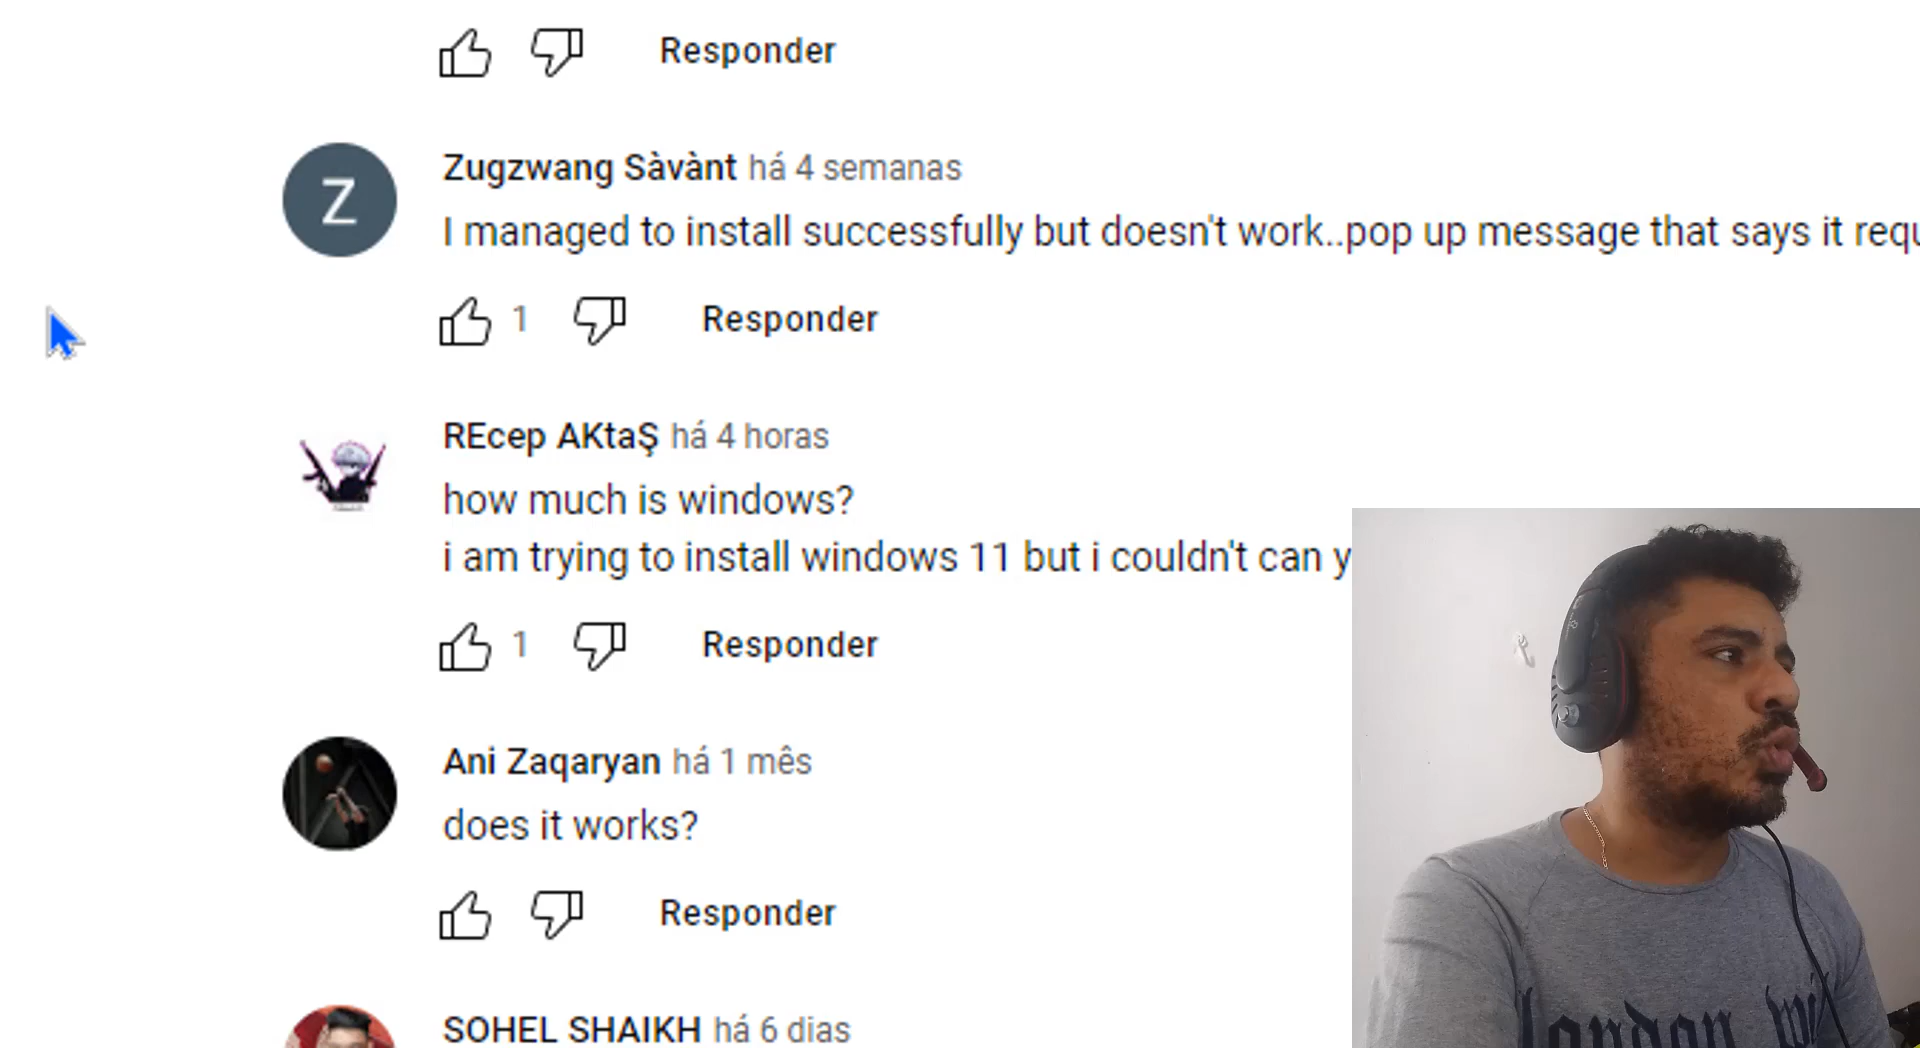 Responder
Z
Zugzwang Sàvànt há 4 semanas
I managed to install successfully but doesn't work..pop up message that says it
1
Responder
REcep AKtaŞ há 4 horas
how much is windows?
i am trying to install windows 11 but i couldn't can
1
Responder
Ani Zaqaryan há 1 mês
does it works?
Responder
SOHEL SHAIKH há 6 dias
london